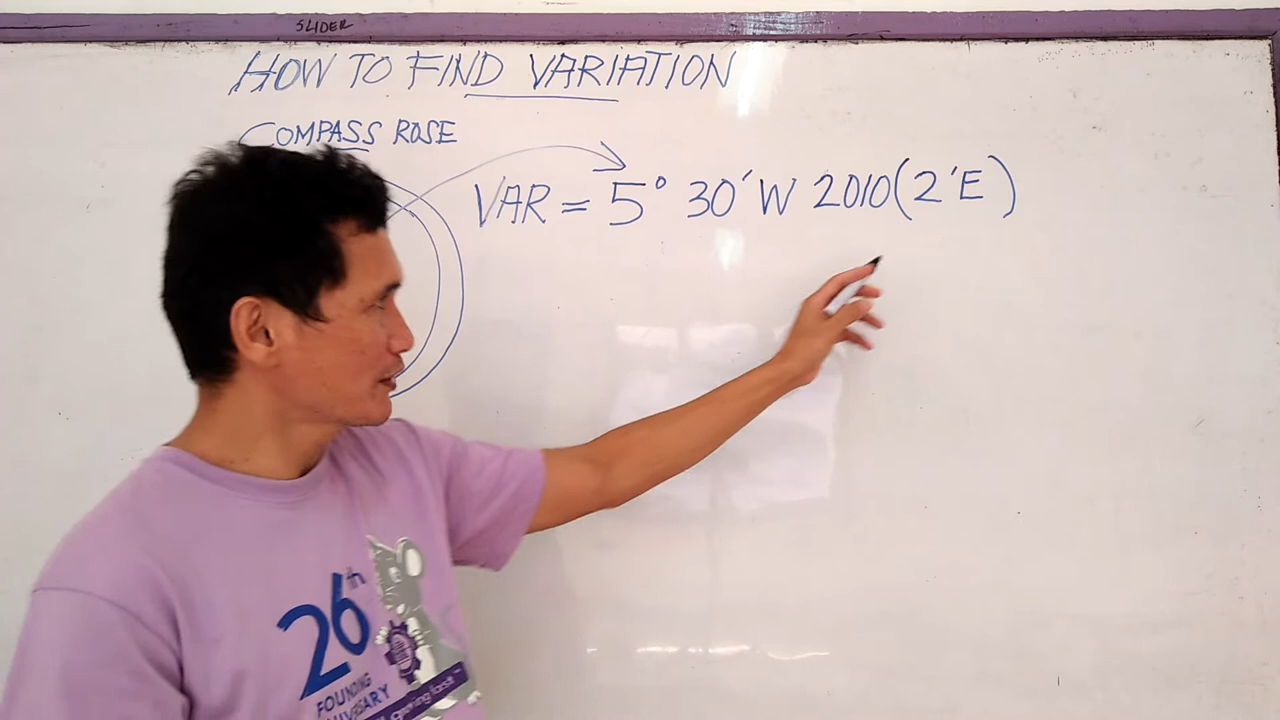 SLIDER
HOW TO FIND VARIATION
COMPASS ROSE
VAR = 5° 30' W 2010(2'E)
26th
FOUNDING